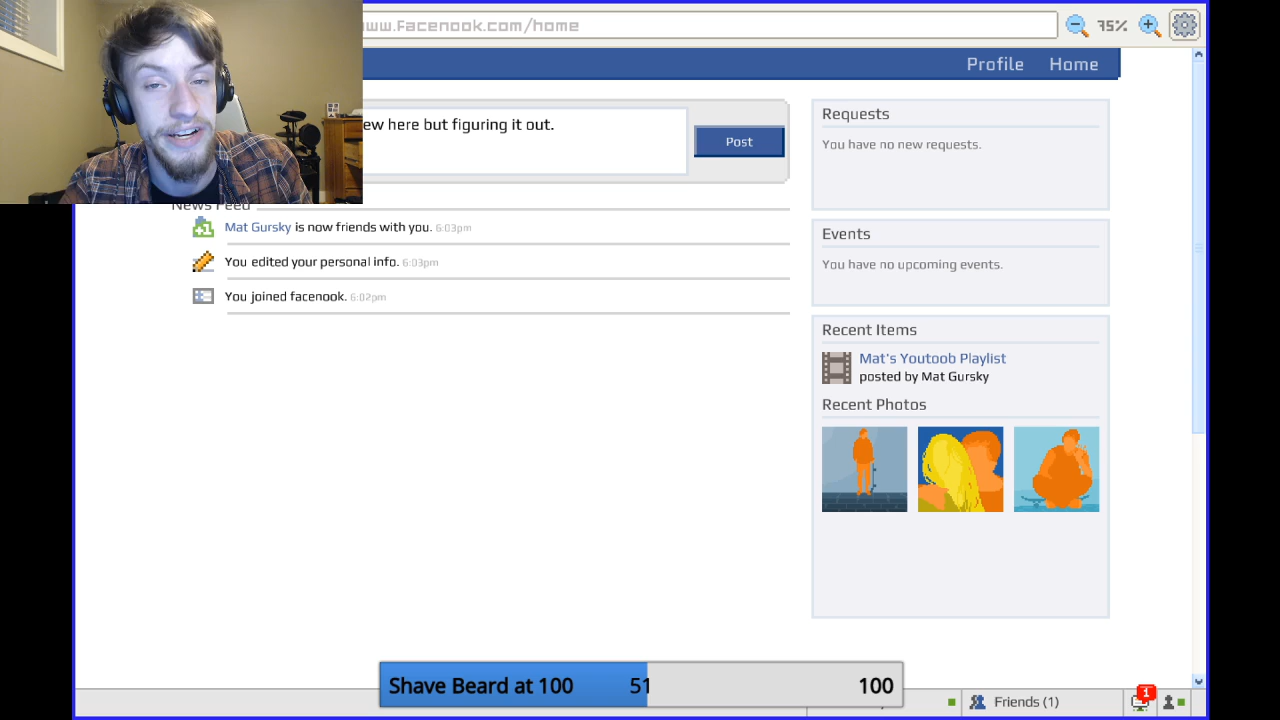 ww.facenook.com/home
75%
Profile Home
ew here but figuring it out.
Post
News Feed
Mat Gursky is now friends with you. 6:03pm
You edited your personal info. 6:03pm
You joined facenook. 6:02pm
Requests
You have no new requests.
Events
You have no upcoming events.
Recent Items
Mat's Youtoob Playlist
posted by Mat Gursky
Recent Photos
Shave Beard at 100 51 100
Friends (1)
1
+1